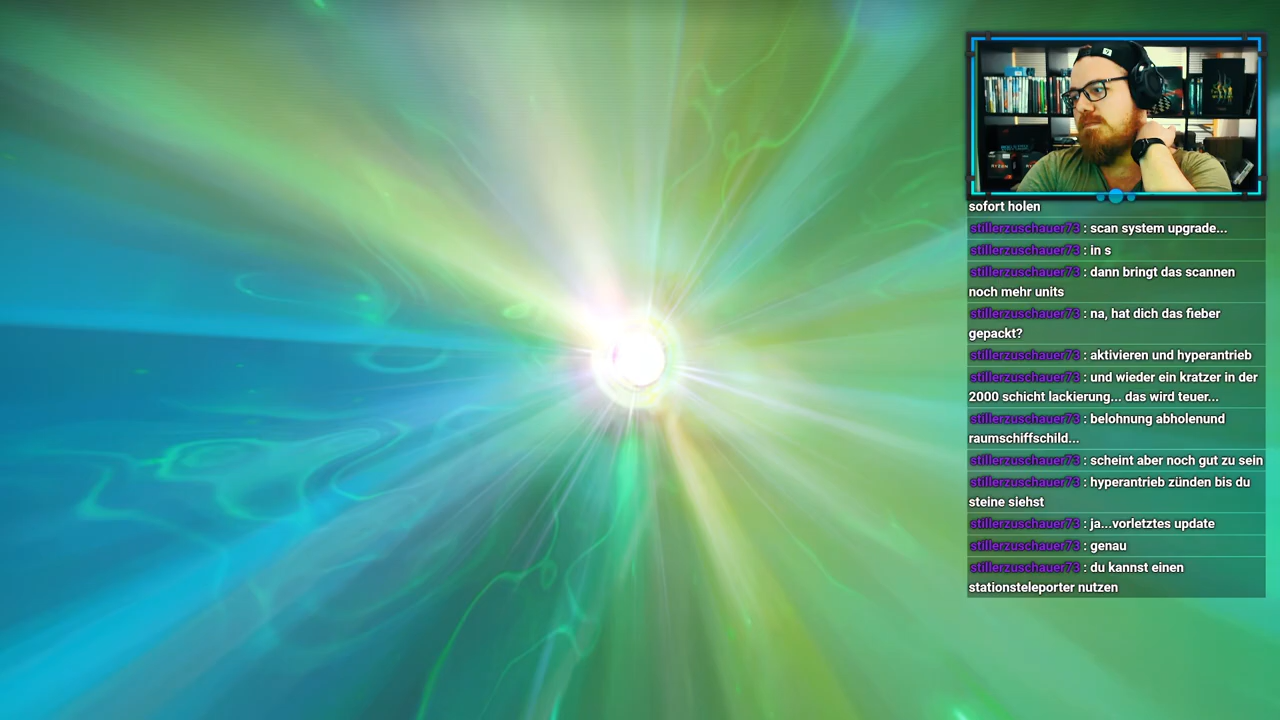 sofort holen
stillerzuschauer73 : scan system upgrade...
stillerzuschauer73 : in s
stillerzuschauer73 : dann bringt das scannen
noch mehr units
stillerzuschauer73 : na, hat dich das fieber
gepackt?
stillerzuschauer73 : aktivieren und hyperantrieb
stillerzuschauer73 : und wieder ein kratzer in der
2000 schicht lackierung... das wird teuer...
stillerzuschauer73 : belohnung abholenund
raumschiffschild...
stillerzuschauer73 : scheint aber noch gut zu sein
stillerzuschauer73 : hyperantrieb zünden bis du
steine siehst
stillerzuschauer73 : ja...vorletztes update
stillerzuschauer73 : genau
stillerzuschauer73 : du kannst einen
stationsteleporter nutzen